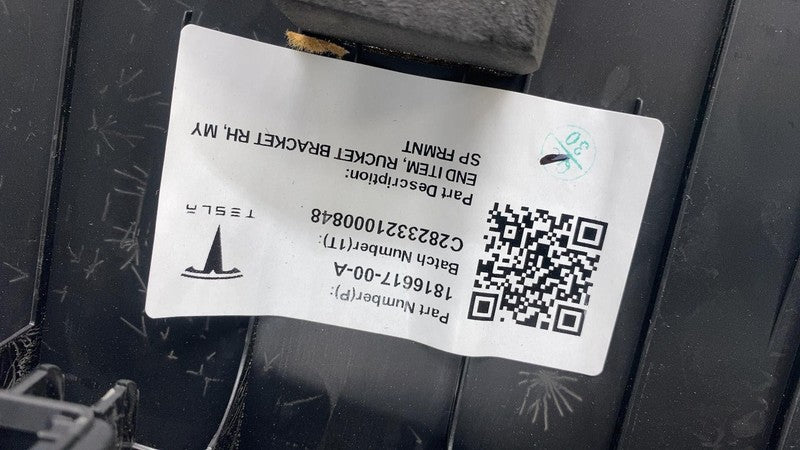 Part Number(P):
1816617-00-A
Batch Number(1T):
C2823321000848
Part Description:
END ITEM, RUCKET BRACKET RH, MY
SP FRMNT
TESLA
30